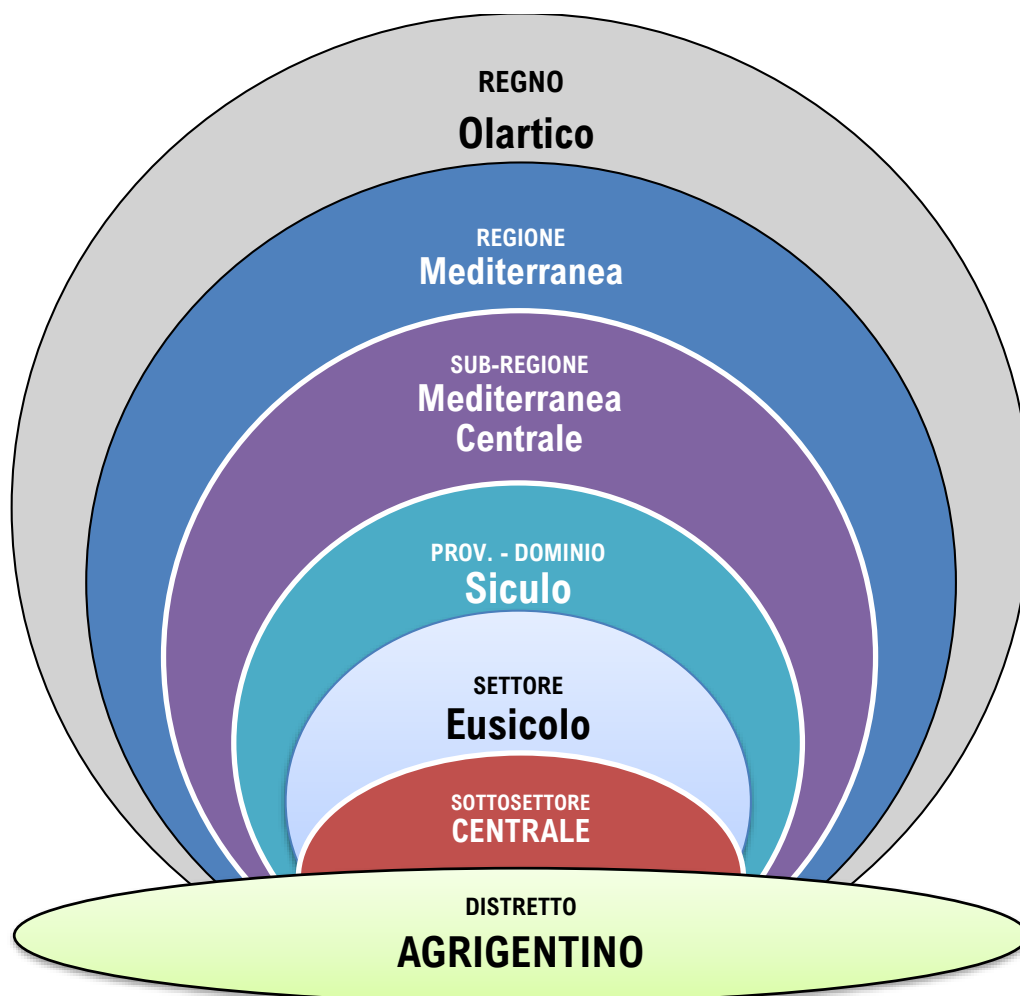 REGNO
Olartico
REGIONE
Mediterranea
SUB-REGIONE
Mediterranea
Centrale
PROV. - DOMINIO
Siculo
SETTORE
Eusicolo
SOTTOSETTORE
CENTRALE
DISTRETTO
AGRIGENTINO